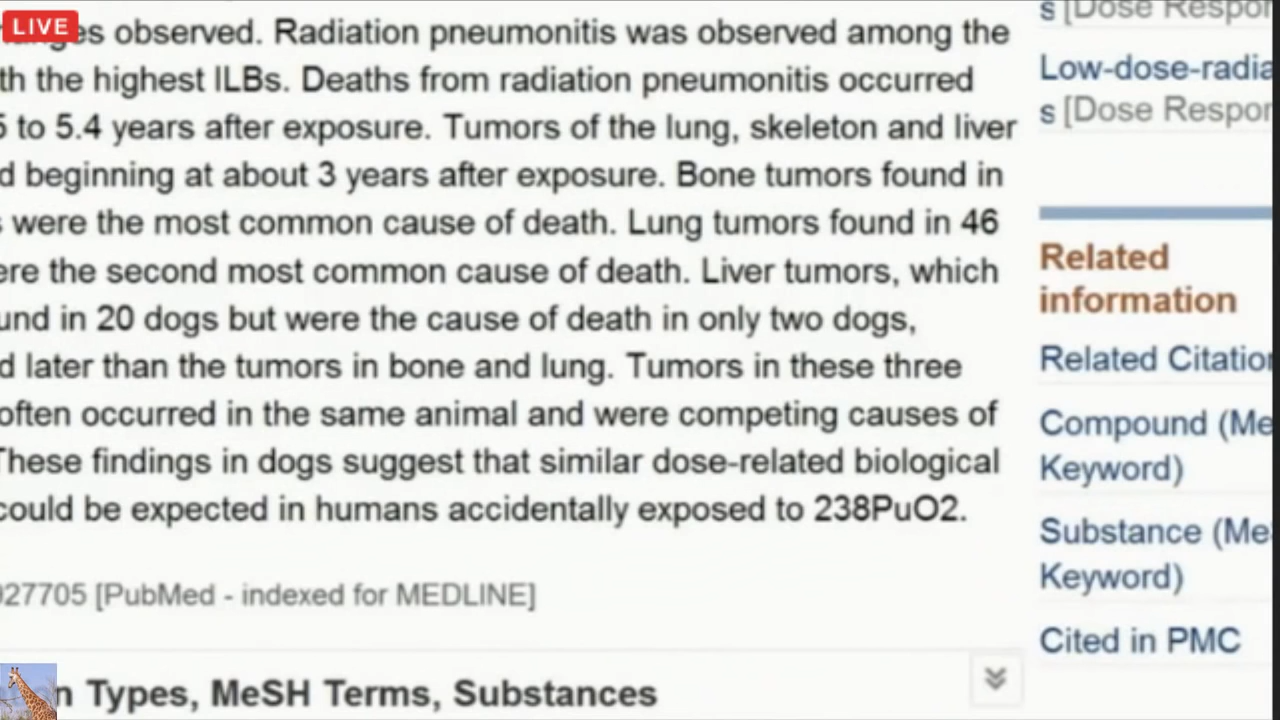 LIVE
es observed. Radiation pneumonitis was observed among the
th the highest ILBs. Deaths from radiation pneumonitis occurred
5 to 5.4 years after exposure. Tumors of the lung, skeleton and liver
d beginning at about 3 years after exposure. Bone tumors found in
s were the most common cause of death. Lung tumors found in 46
ere the second most common cause of death. Liver tumors, which
und in 20 dogs but were the cause of death in only two dogs,
d later than the tumors in bone and lung. Tumors in these three
often occurred in the same animal and were competing causes of
These findings in dogs suggest that similar dose-related biological
could be expected in humans accidentally exposed to 238PuO2.
27705 [PubMed - indexed for MEDLINE]
n Types, MeSH Terms, Substances
s [Dose Respon
Low-dose-radia
s [Dose Respor
Related
information
Related Citation
Compound (Me
Keyword)
Substance (Me
Keyword)
Cited in PMC